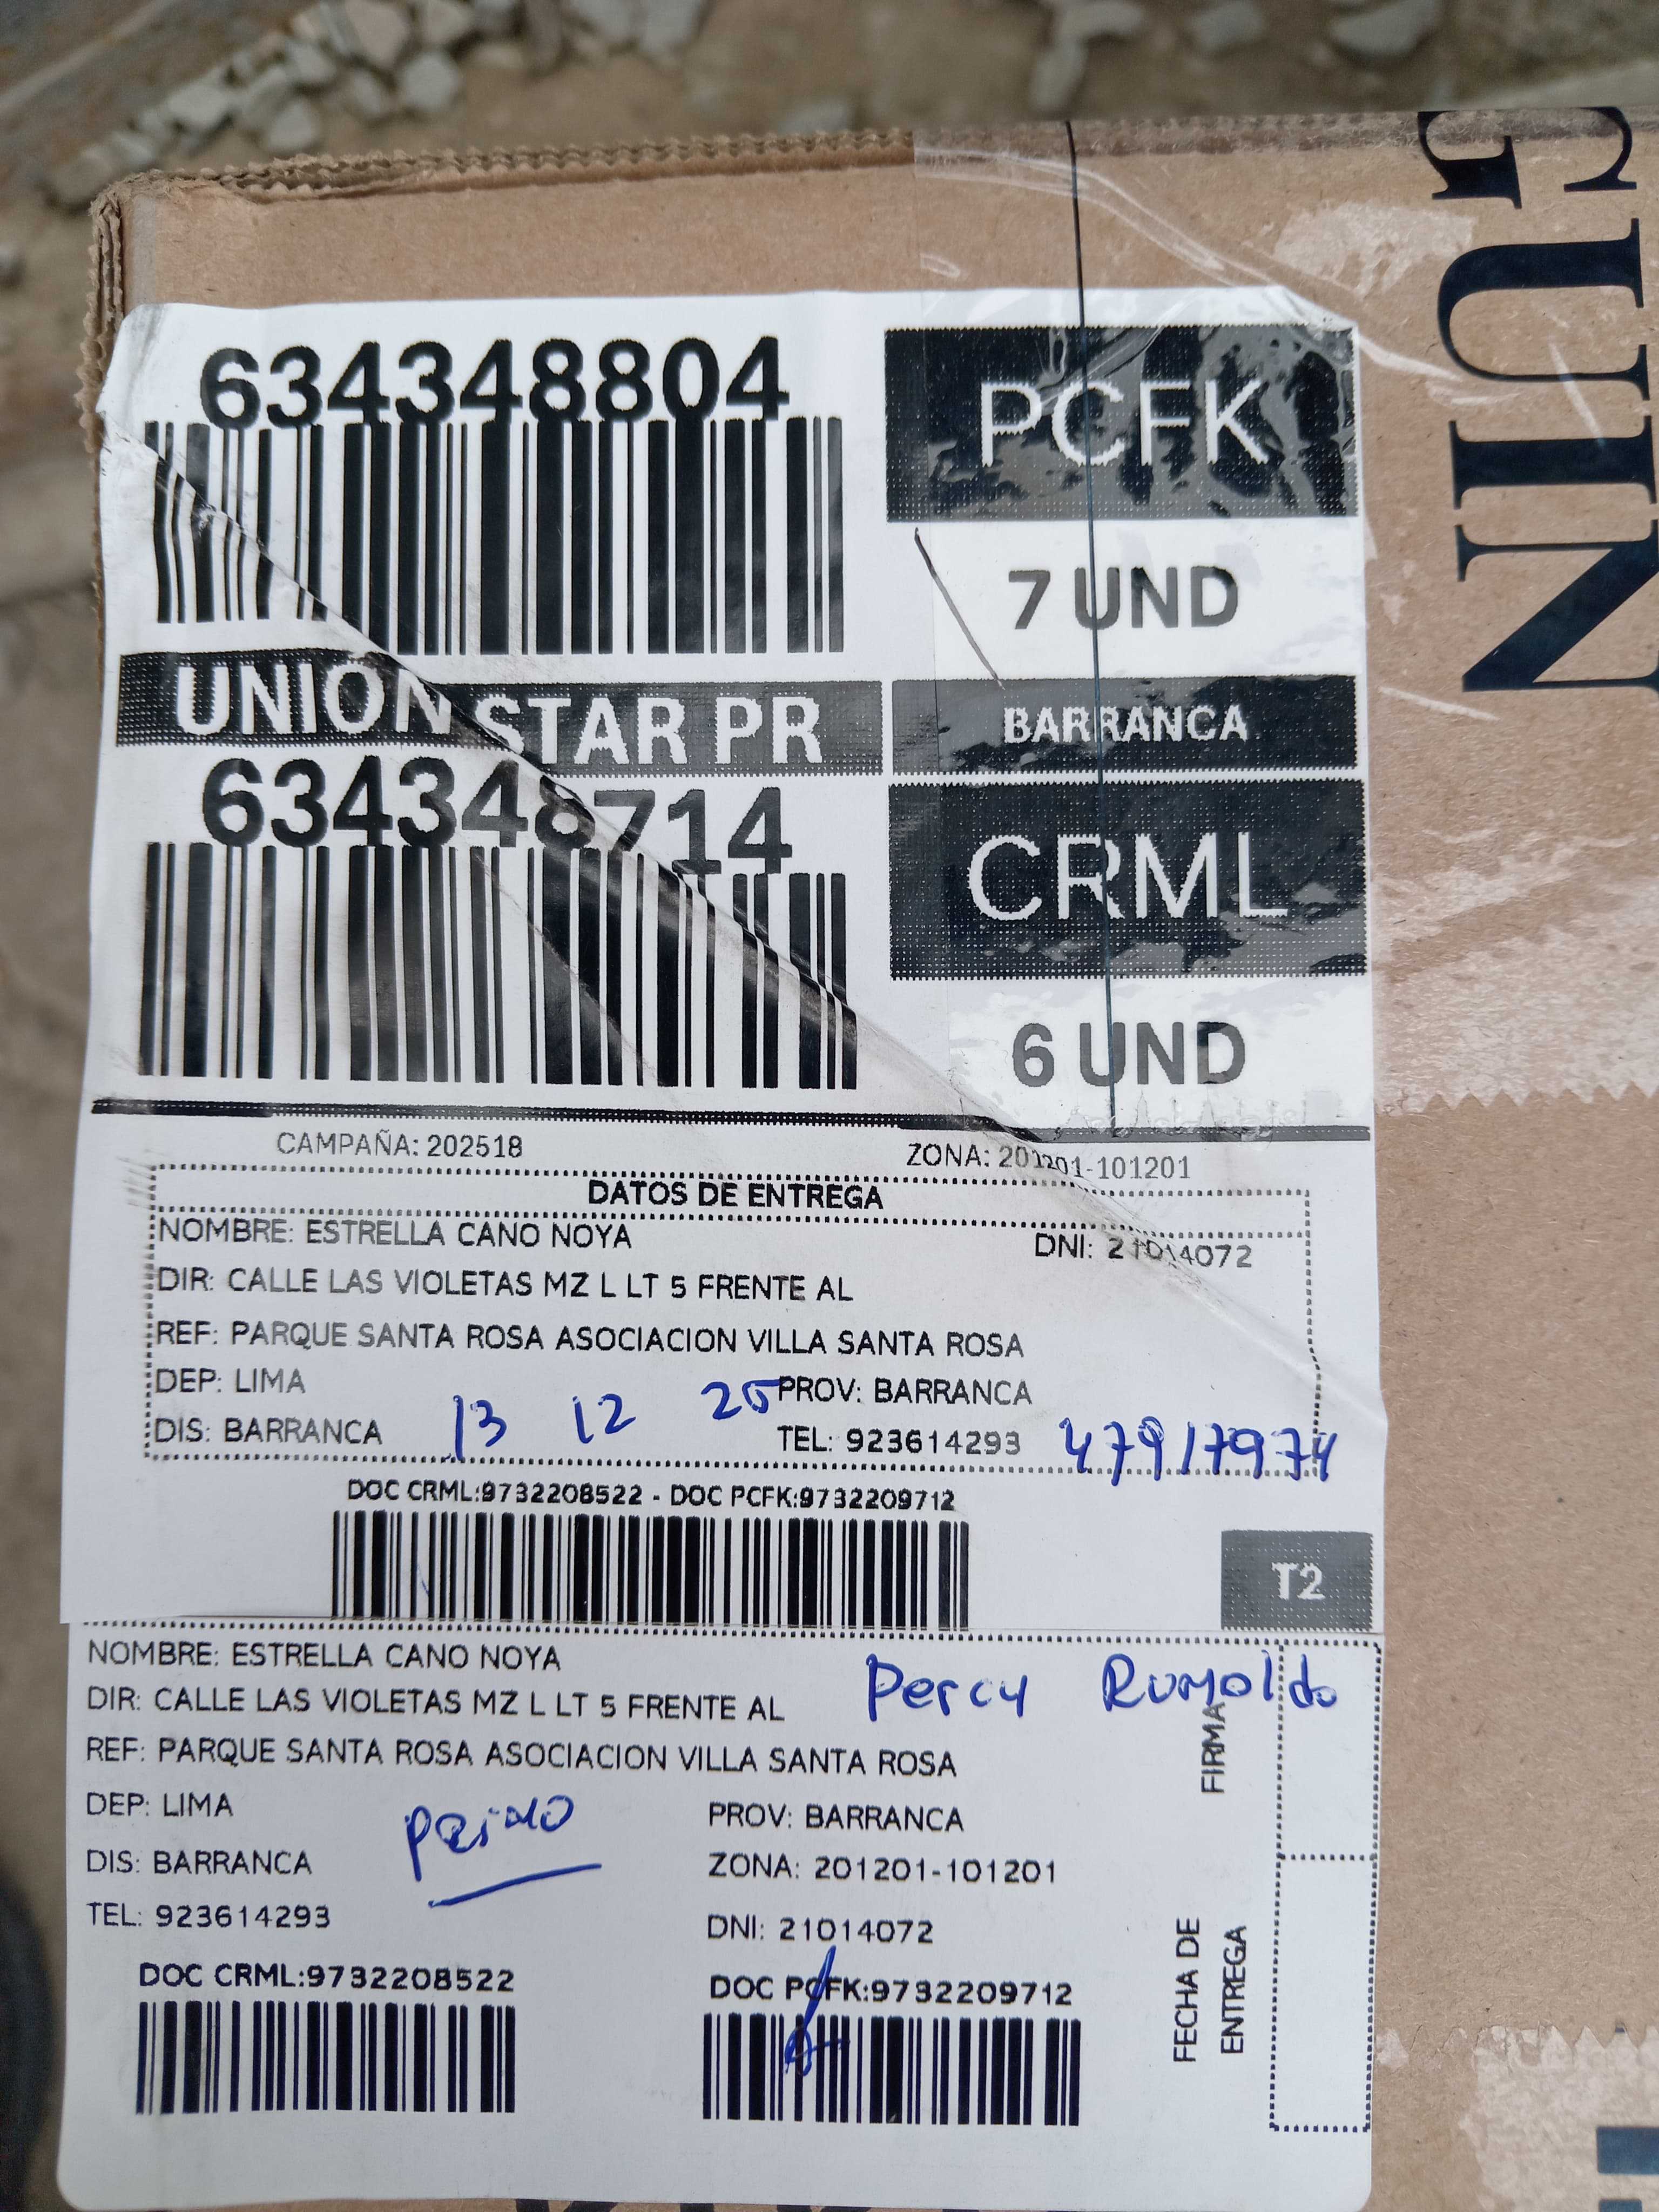 634348804
PCFK
7 UND
UNION STAR PR
BARRANCA
634348714
CRML
6 UND
CAMPAÑA: 202518
ZONA: 201201-101201
DATOS DE ENTREGA
NOMBRE: ESTRELLA CANO NOYA
DNI: 21014072
DIR: CALLE LAS VIOLETAS MZ L LT 5 FRENTE AL
REF: PARQUE SANTA ROSA ASOCIACION VILLA SANTA ROSA
DEP: LIMA
PROV: BARRANCA
DIS: BARRANCA
13 12 25
TEL: 923614293
47917974
DOC CRML:9732208522 - DOC PCFK:9732209712
T2
NOMBRE: ESTRELLA CANO NOYA
Percy Rumoldo
DIR: CALLE LAS VIOLETAS MZ L LT 5 FRENTE AL
REF: PARQUE SANTA ROSA ASOCIACION VILLA SANTA ROSA
FIRMA
DEP: LIMA
PROV: BARRANCA
primo
DIS: BARRANCA
ZONA: 201201-101201
TEL: 923614293
DNI: 21014072
FECHA DE
ENTREGA
DOC CRML:9732208522
DOC PCFK:9732209712
GUIN